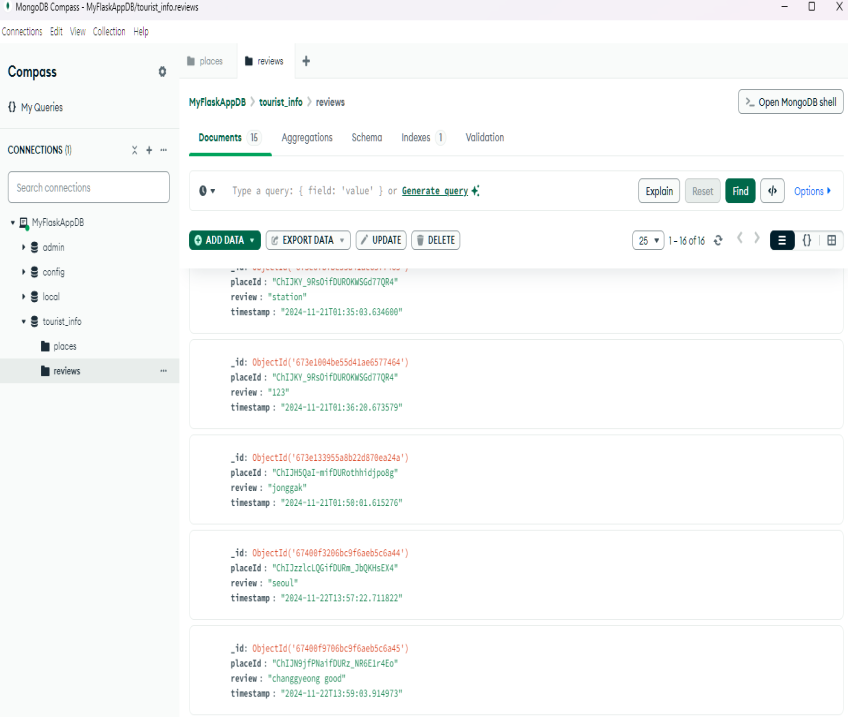 MongoDB Compass - MyFlaskAppDB/tourist_info.reviews
Connections Edit View Collection Help
Compass
{} My Queries
CONNECTIONS (1)
Search connections
MyFlaskAppDB
admin
config
local
tourist_info
places
reviews
places reviews
MyFlaskAppDB > tourist_info > reviews
>_ Open MongoDB shell
Documents 15 Aggregations Schema Indexes 1 Validation
Type a query: { field: 'value' } or Generate query
Explain Reset Find </> Options
ADD DATA EXPORT DATA UPDATE DELETE
25 1 - 16 of 16 {}
placeId : "ChIJKY_9RsOifDUROKWSGd77QR4"
review : "station"
timestamp : "2024-11-21T01:35:03.634600"
_id: ObjectId('673e1004be55d41ae6577464')
placeId : "ChIJKY_9RsOifDUROKWSGd77QR4"
review : "123"
timestamp : "2024-11-21T01:36:20.673579"
_id: ObjectId('673e133955a8b22d870ea24a')
placeId : "ChIJH5QaI-mifDURothhidjpo8g"
review : "jonggak"
timestamp : "2024-11-21T01:50:01.615276"
_id: ObjectId('67400f3206bc9f6aeb5c6a44')
placeId : "ChIJzzlcLQGifDURm_JbQKHsEX4"
review : "seoul"
timestamp : "2024-11-22T13:57:22.711822"
_id: ObjectId('67400f9706bc9f6aeb5c6a45')
placeId : "ChIJN9jfPNaifDURz_NR6E1r4Eo"
review : "changgyeong good"
timestamp : "2024-11-22T13:59:03.914973"